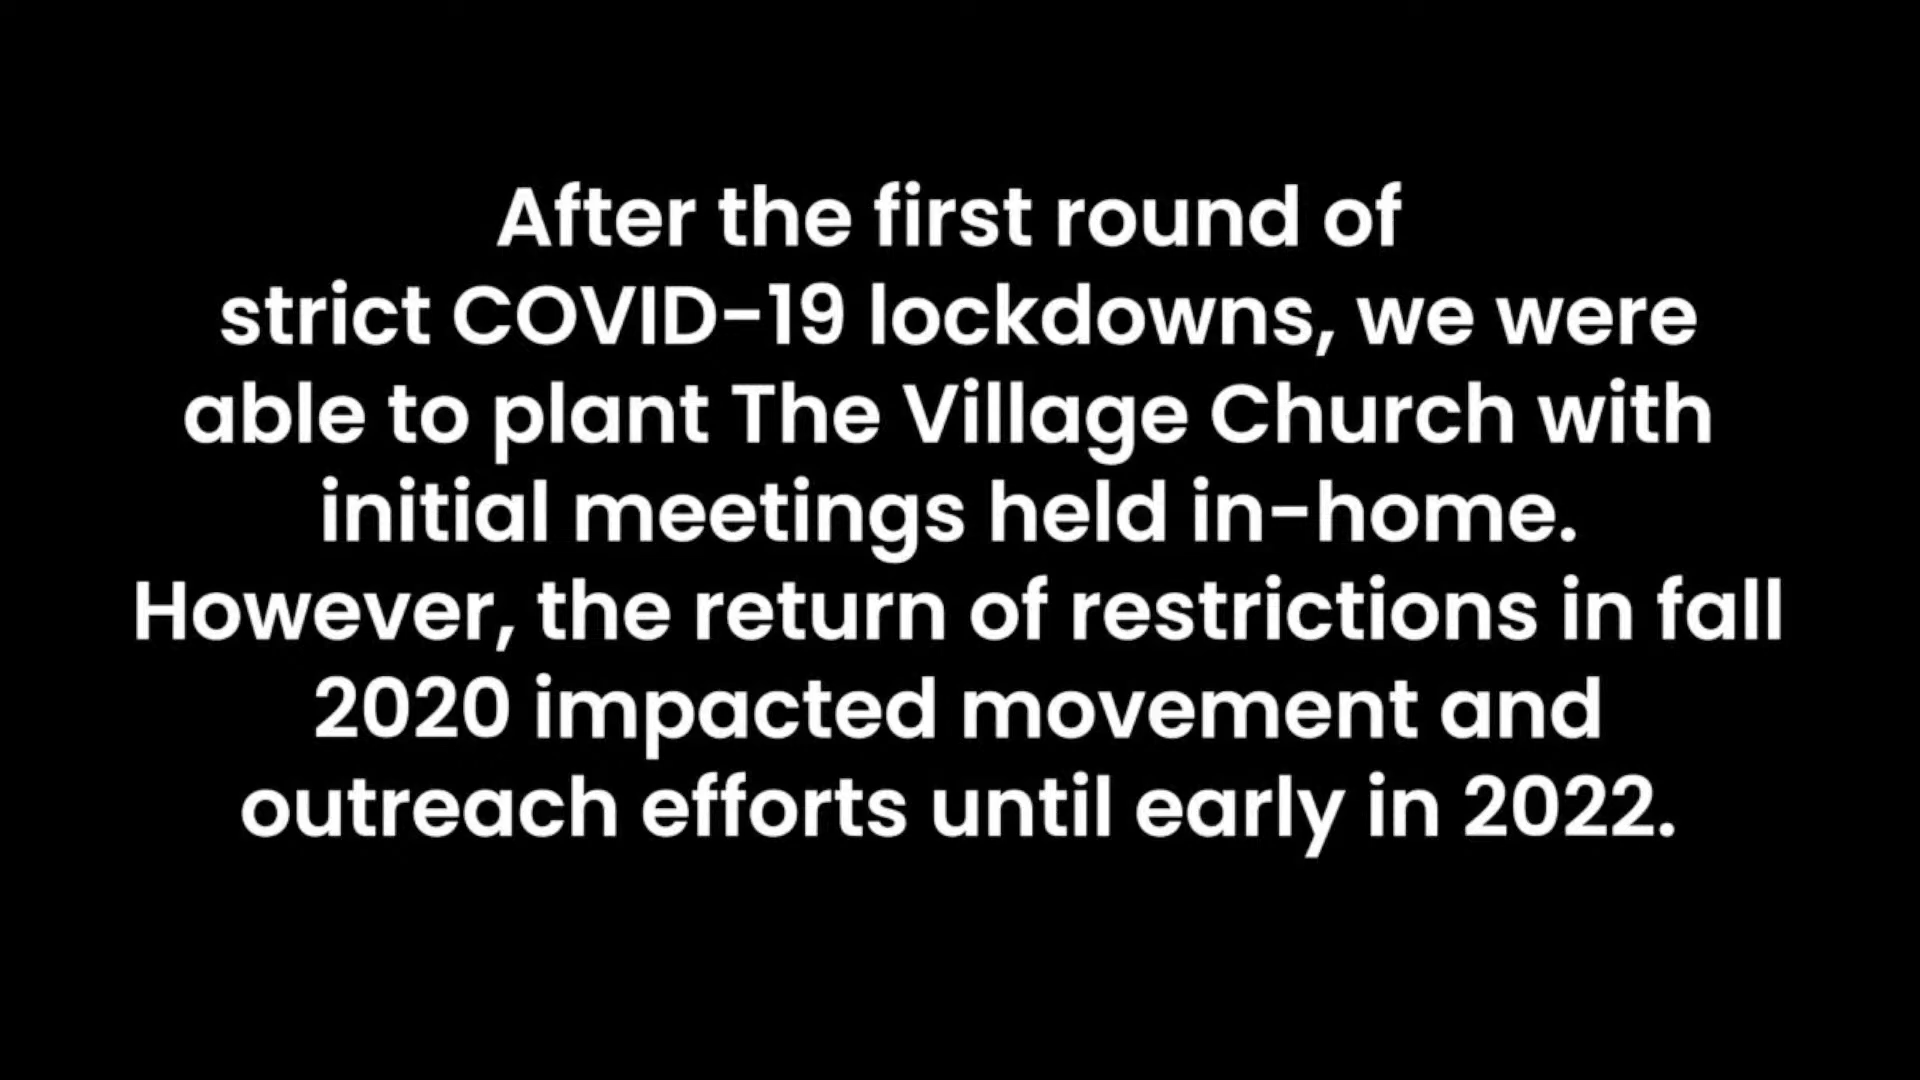 After the first round of
strict COVID-19 lockdowns, we were
able to plant The Village Church with
initial meetings held in-home.
However, the return of restrictions in fall
2020 impacted movement and
outreach efforts until early in 2022.